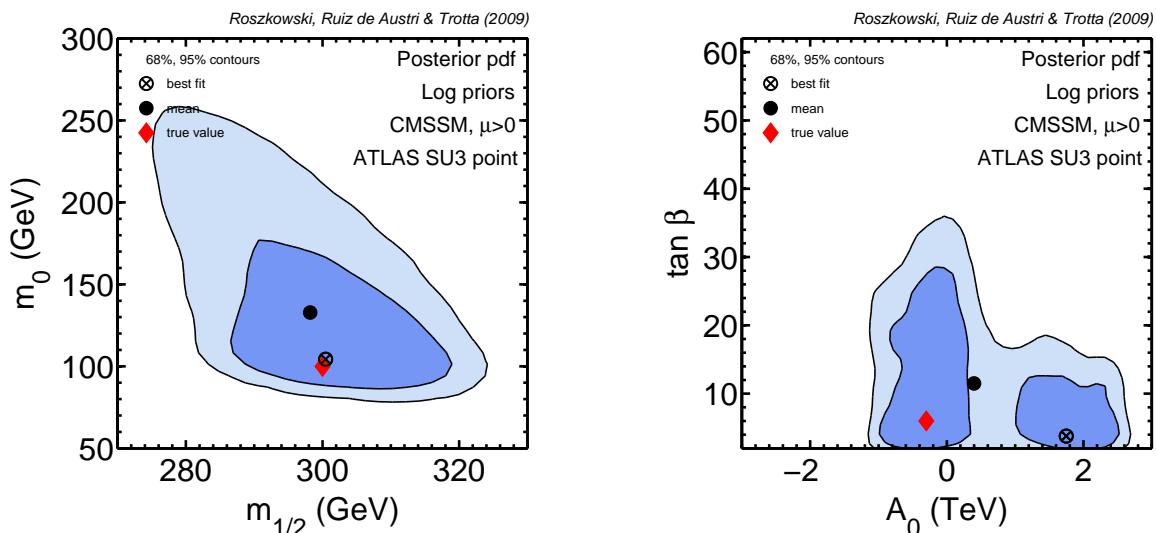 Roszkowski, Ruiz de Austri & Trotta (2009)
68%, 95% contours
best fit
mean
true value
Posterior pdf
Log priors
CMSSM, μ>0
ATLAS SU3 point
300
250
200
150
100
50
m₀ (GeV)
280
300
320
m₁/₂ (GeV)
Roszkowski, Ruiz de Austri & Trotta (2009)
68%, 95% contours
best fit
mean
true value
Posterior pdf
Log priors
CMSSM, μ>0
ATLAS SU3 point
60
50
40
30
20
10
tan β
−2
0
2
A₀ (TeV)